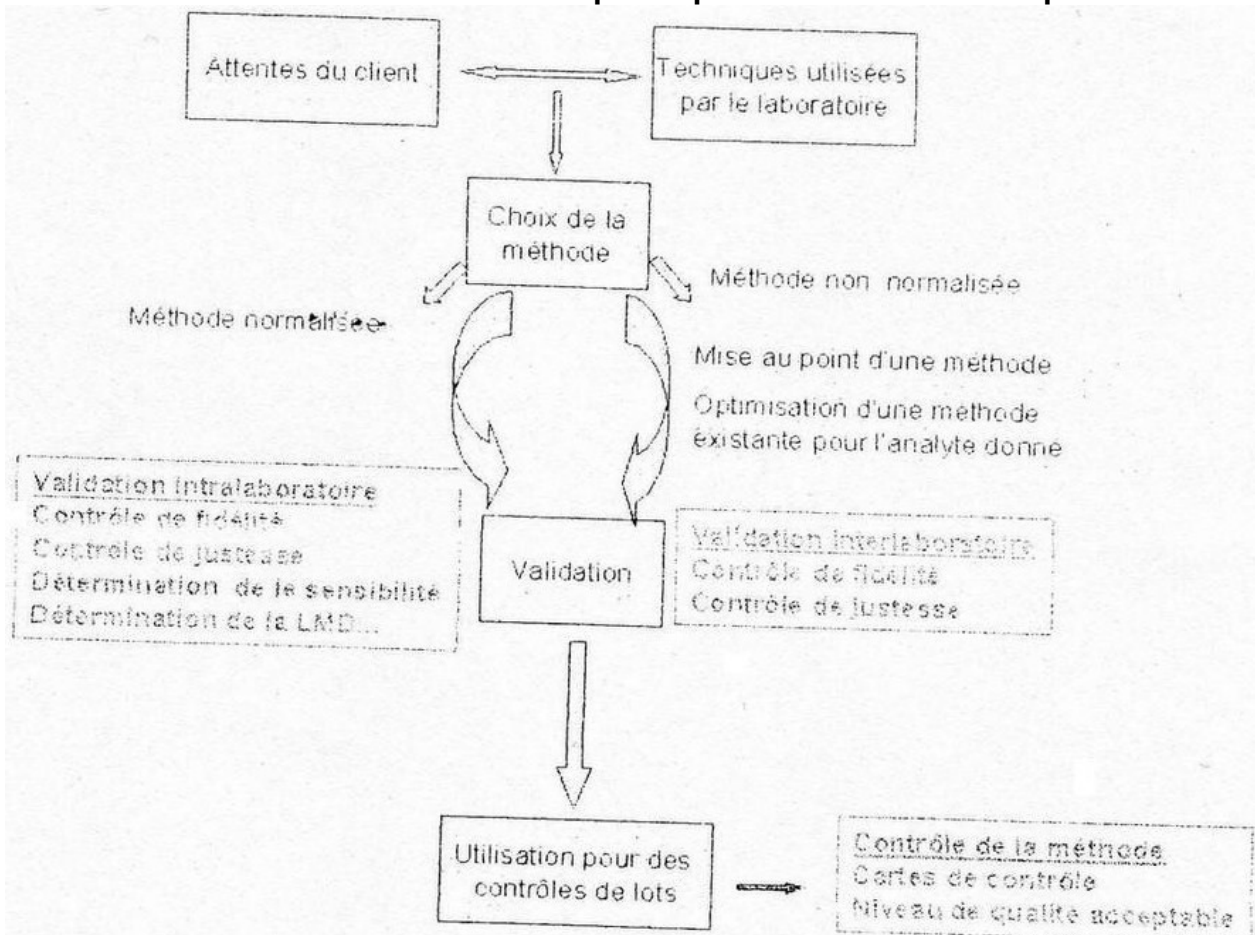 Attentes du client
Techniques utilisées
par le laboratoire
Choix de la
méthode
Méthode non normalisée
Méthode normalisée
Mise au point d'une méthode
Optimisation d'une méthode
existante pour l'analyte donné
Validation intralaboratoire
Contrôle de fidélité
Contrôle de justesse
Détermination de la sensibilité
Détermination de la LMD...
Validation
Validation interlaboratoire
Contrôle de fidélité
Contrôle de justesse
Utilisation pour des
contrôles de lots
Contrôle de la méthode
Cartes de contrôle
Niveau de qualité acceptable